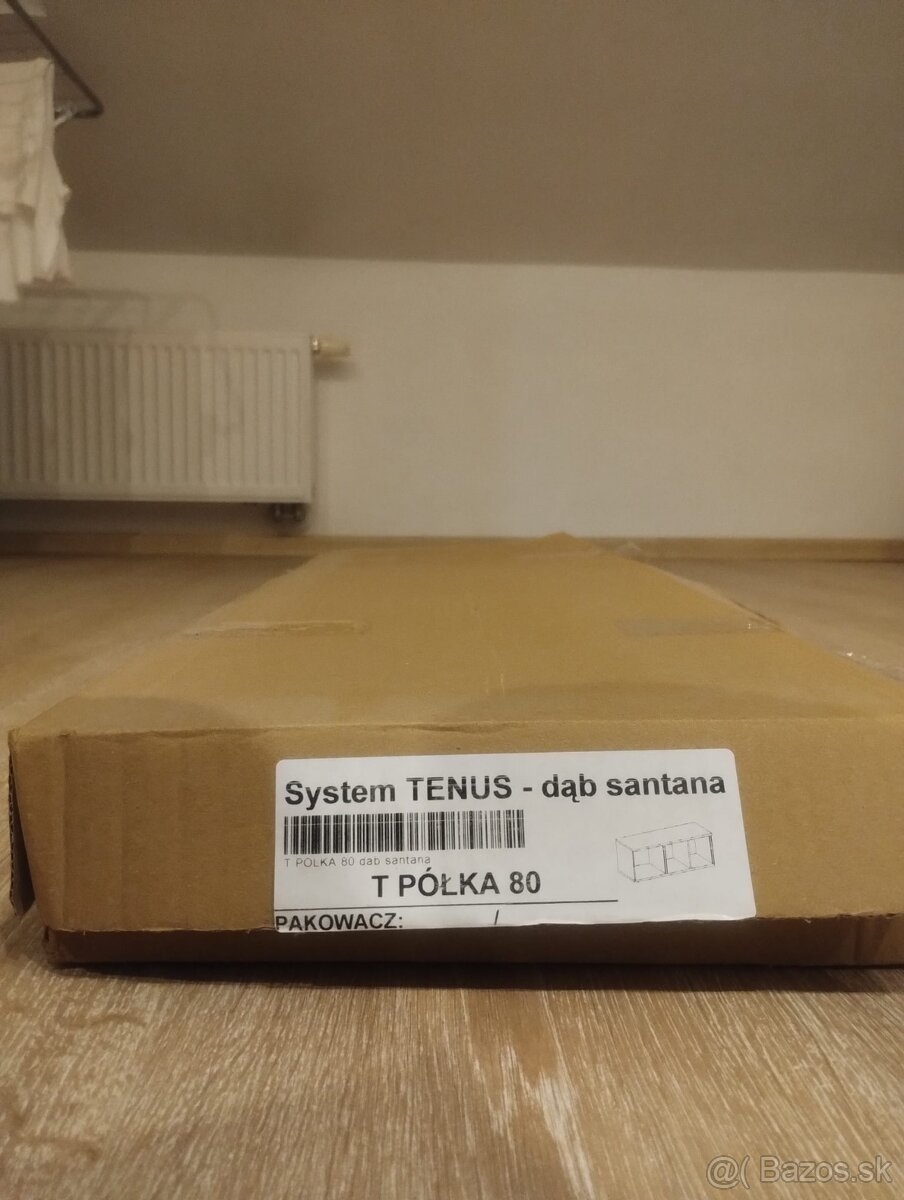 System TENUS - dąb santana
T POLKA 80 dab santana
T PÓŁKA 80
PAKOWACZ: /
@( Bazos.sk